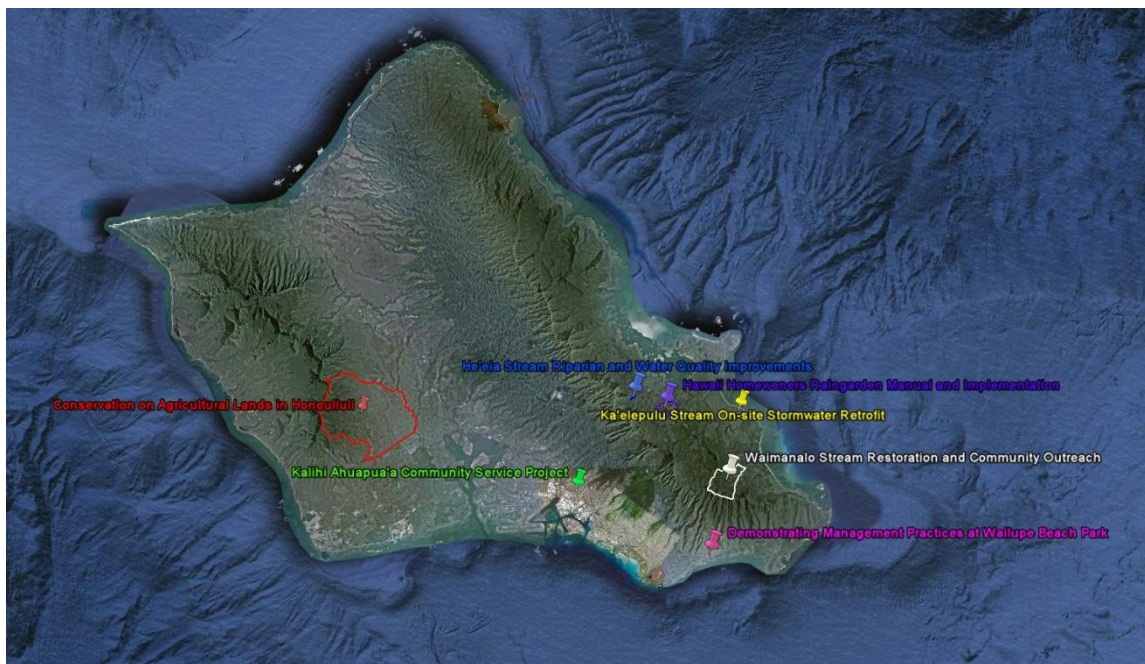 He'eia Stream Riparian and Water Quality Improvements
Hawaii Homewoners Raingarden Manual and Implementation
Conservation on Agricultural Lands in Honouliuli
Ka'elepulu Stream On-site Stormwater Retrofit
Waimanalo Stream Restoration and Community Outreach
Kalihi Ahuapua'a Community Service Project
Demonstrating Management Practices at Wailupe Beach Park